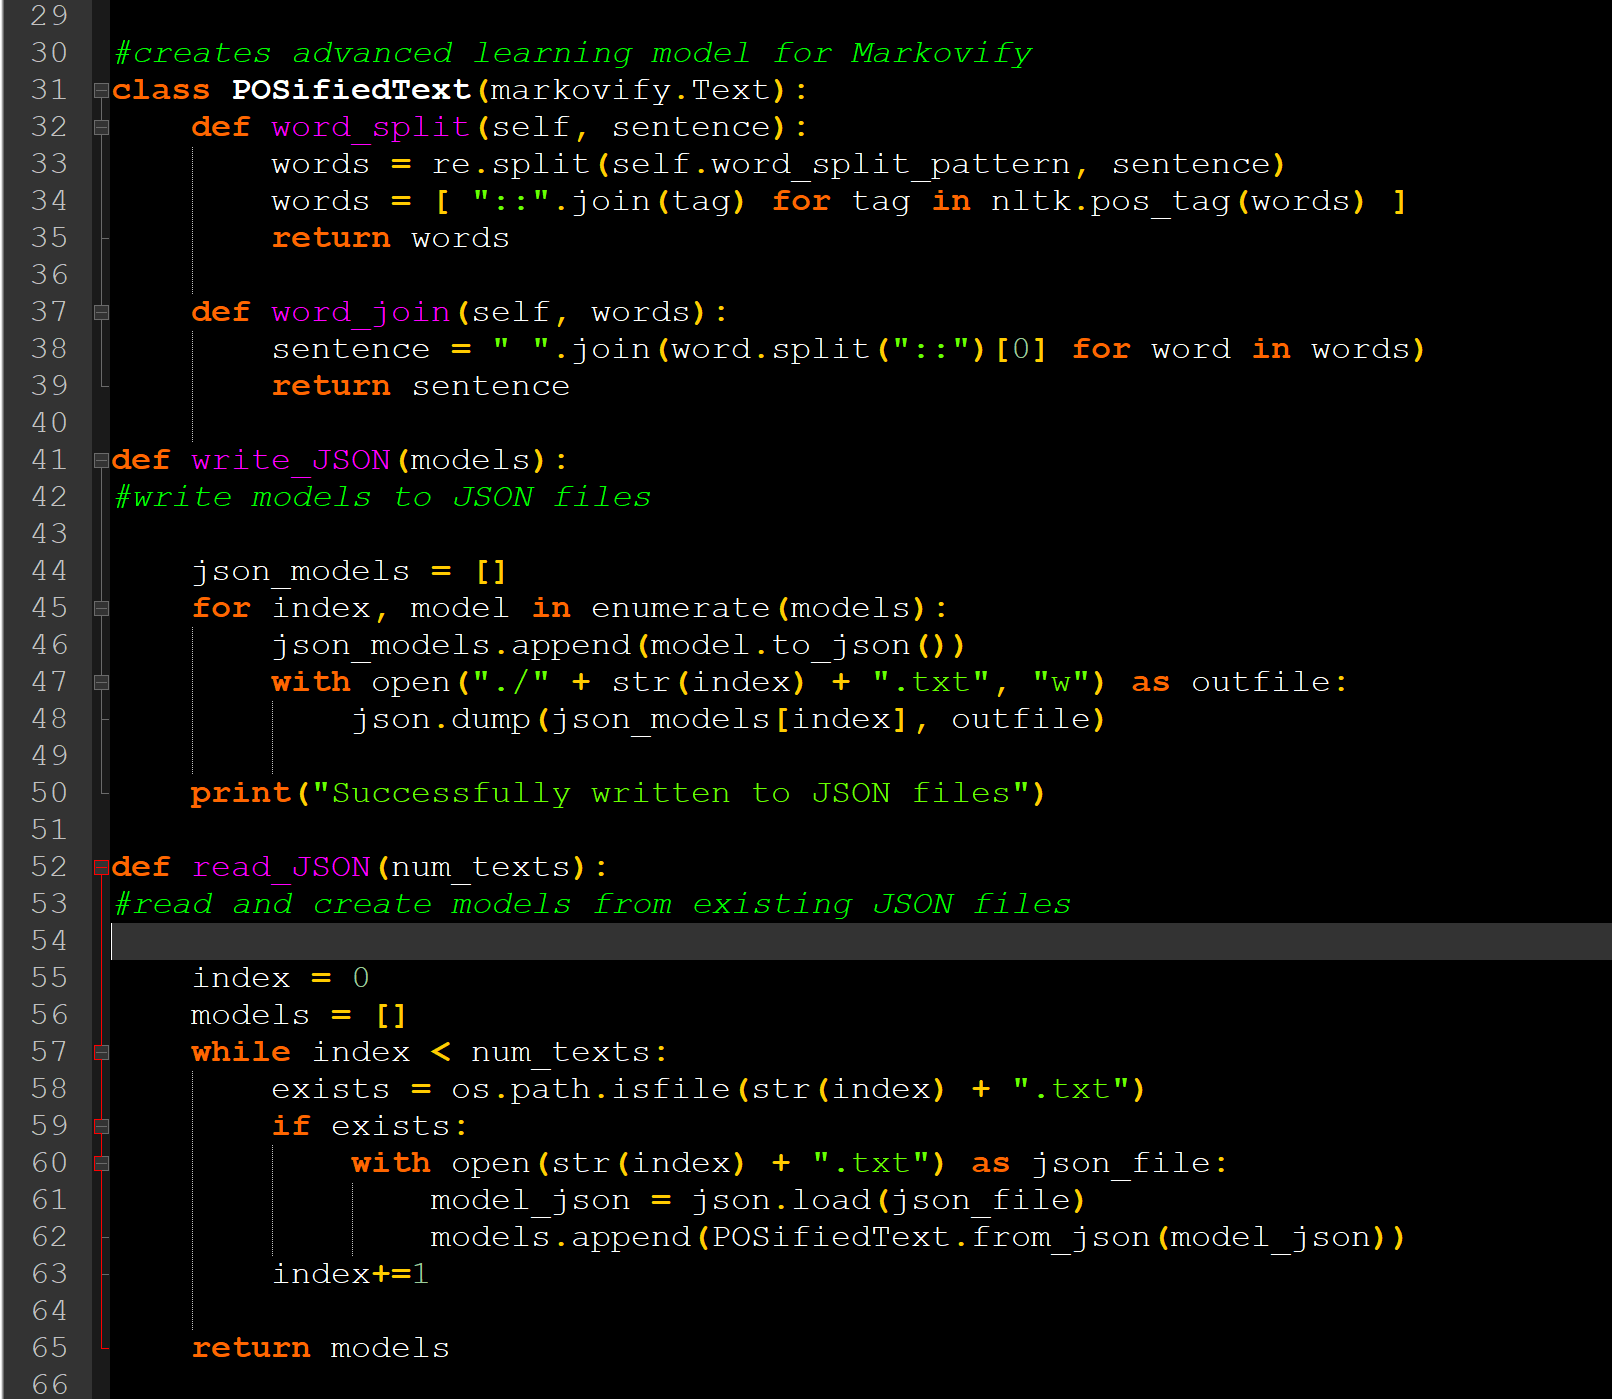 29
30 #creates advanced learning model for Markovify
31 class POSifiedText(markovify.Text):
32     def word_split(self, sentence):
33         words = re.split(self.word_split_pattern, sentence)
34         words = [ "::".join(tag) for tag in nltk.pos_tag(words) ]
35         return words
36
37     def word_join(self, words):
38         sentence = " ".join(word.split("::")[0] for word in words)
39         return sentence
40
41 def write_JSON(models):
42 #write models to JSON files
43
44     json_models = []
45     for index, model in enumerate(models):
46         json_models.append(model.to_json())
47         with open("./" + str(index) + ".txt", "w") as outfile:
48             json.dump(json_models[index], outfile)
49
50     print("Successfully written to JSON files")
51
52 def read_JSON(num_texts):
53 #read and create models from existing JSON files
54
55     index = 0
56     models = []
57     while index < num_texts:
58         exists = os.path.isfile(str(index) + ".txt")
59         if exists:
60             with open(str(index) + ".txt") as json_file:
61                 model_json = json.load(json_file)
62                 models.append(POSifiedText.from_json(model_json))
63         index+=1
64
65     return models
66